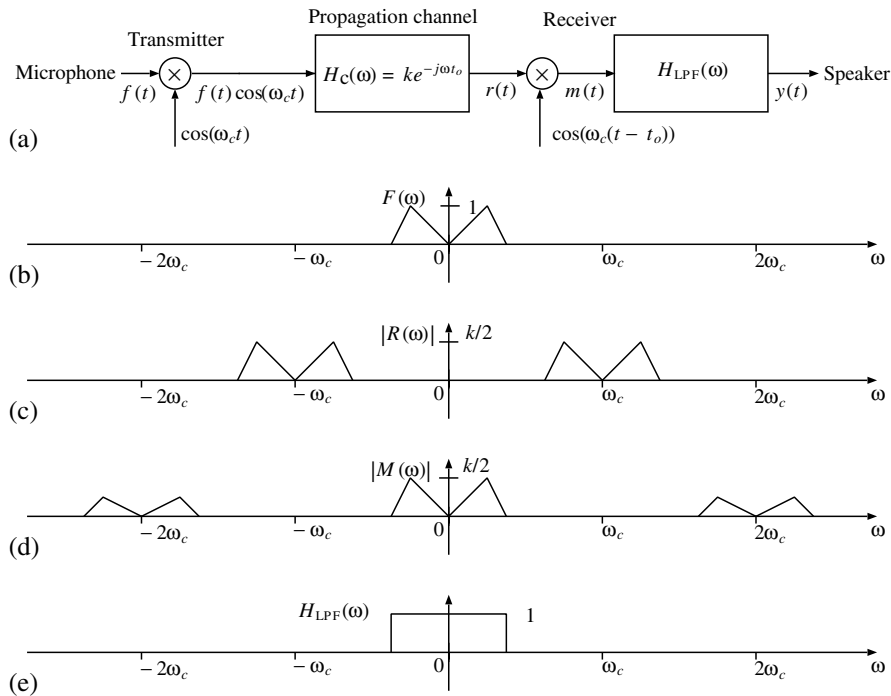 Propagation channel
Transmitter Receiver
Microphone × H_C(ω) = ke^{−jωt_o} × H_LPF(ω) Speaker
f(t) f(t) cos(ω_c t) r(t) m(t) y(t)
cos(ω_c t) cos(ω_c(t − t_o))
(a)
F(ω) 1
− 2ω_c − ω_c 0 ω_c 2ω_c ω
(b)
|R(ω)| k/2
− 2ω_c − ω_c 0 ω_c 2ω_c ω
(c)
|M(ω)| k/2
− 2ω_c − ω_c 0 ω_c 2ω_c ω
(d)
H_LPF(ω) 1
− 2ω_c − ω_c 0 ω_c 2ω_c ω
(e)